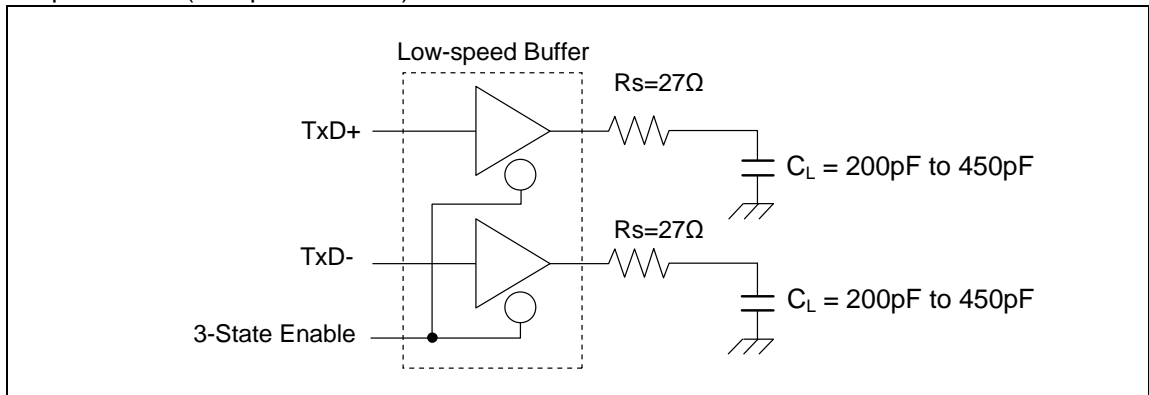 Low-speed Buffer
Rs=27Ω
TxD+
CL = 200pF to 450pF
Rs=27Ω
TxD-
CL = 200pF to 450pF
3-State Enable